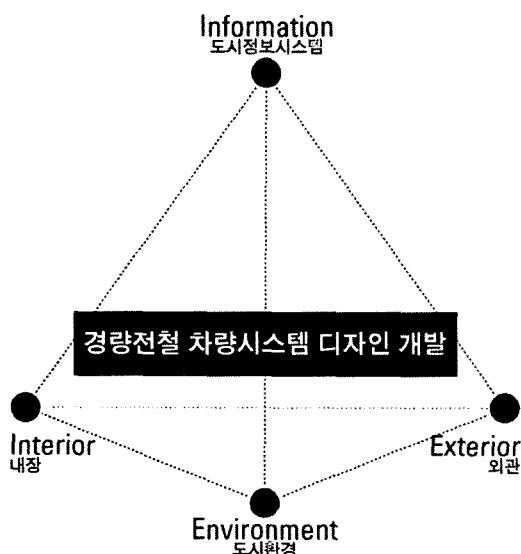 Information
도시정보시스템
경량전철 차량시스템 디자인 개발
Interior
내장
Exterior
외관
Environment
도시환경